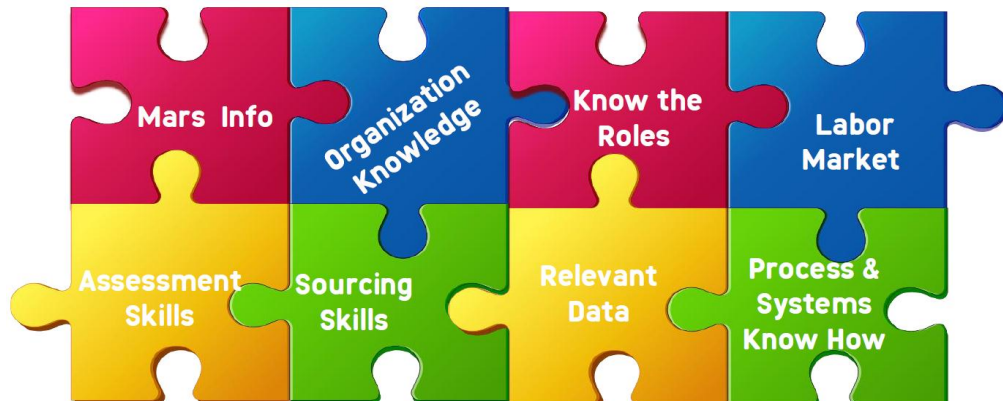 Mars Info
Organization
Knowledge
Know the
Roles
Labor
Market
Assessment
Skills
Sourcing
Skills
Relevant
Data
Process &
Systems
Know How